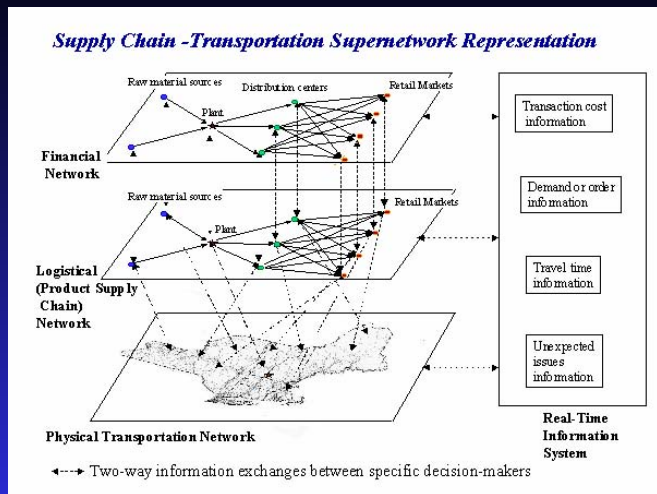 Supply Chain -Transportation Supernetwork Representation
Raw material sources
Distribution centers
Retail Markets
Plant
Financial
Network
Raw material sources
Retail Markets
Plant
Logistical
(Product Supply
Chain)
Network
Physical Transportation Network
Transaction cost
information
Demand or order
information
Travel time
information
Unexpected
issues
information
Real-Time
Information
System
Two-way information exchanges between specific decision-makers